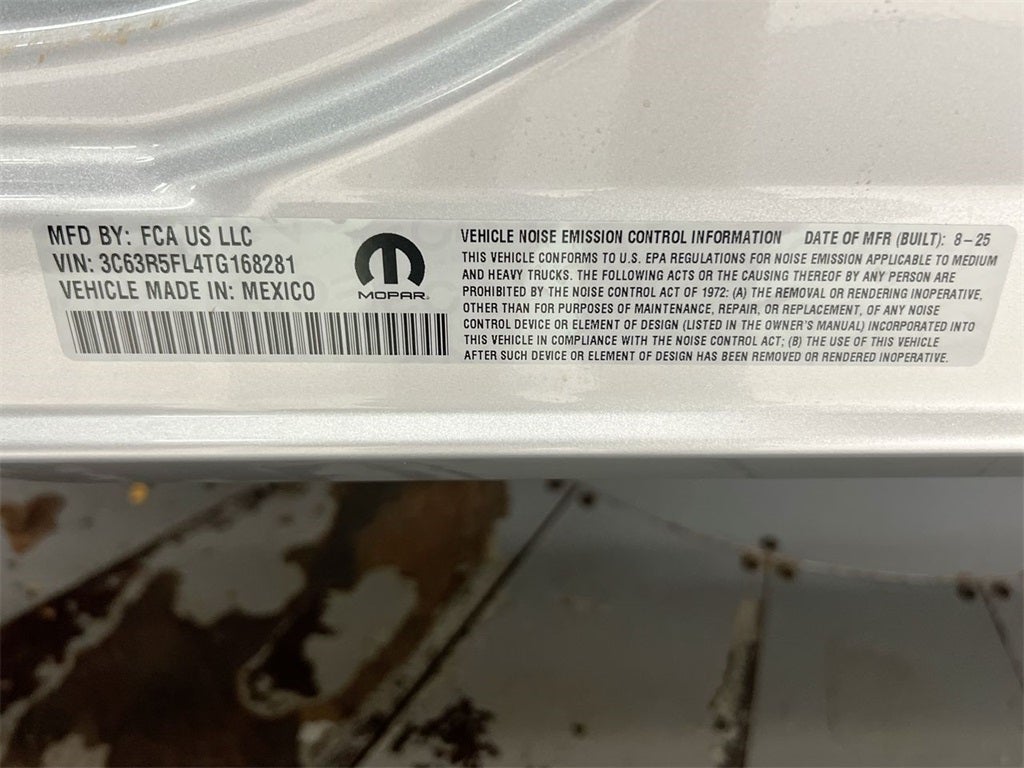 MFD BY: FCA US LLC
VIN: 3C63R5FL4TG168281
VEHICLE MADE IN: MEXICO
MOPAR
VEHICLE NOISE EMISSION CONTROL INFORMATION DATE OF MFR (BUILT): 8-25
THIS VEHICLE CONFORMS TO U.S. EPA REGULATIONS FOR NOISE EMISSION APPLICABLE TO MEDIUM
AND HEAVY TRUCKS. THE FOLLOWING ACTS OR THE CAUSING THEREOF BY ANY PERSON ARE
PROHIBITED BY THE NOISE CONTROL ACT OF 1972: (A) THE REMOVAL OR RENDERING INOPERATIVE,
OTHER THAN FOR PURPOSES OF MAINTENANCE, REPAIR, OR REPLACEMENT, OF ANY NOISE
CONTROL DEVICE OR ELEMENT OF DESIGN (LISTED IN THE OWNER'S MANUAL) INCORPORATED INTO
THIS VEHICLE IN COMPLIANCE WITH THE NOISE CONTROL ACT; (B) THE USE OF THIS VEHICLE
AFTER SUCH DEVICE OR ELEMENT OF DESIGN HAS BEEN REMOVED OR RENDERED INOPERATIVE.